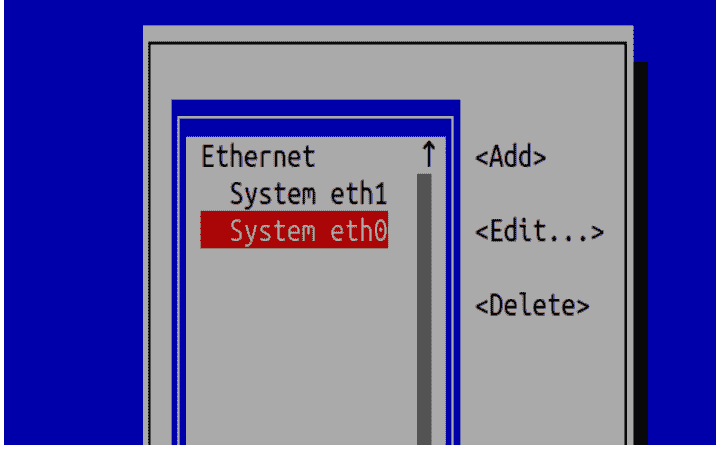 Ethernet ↑ <Add>
System eth1
System eth0 <Edit...>
<Delete>